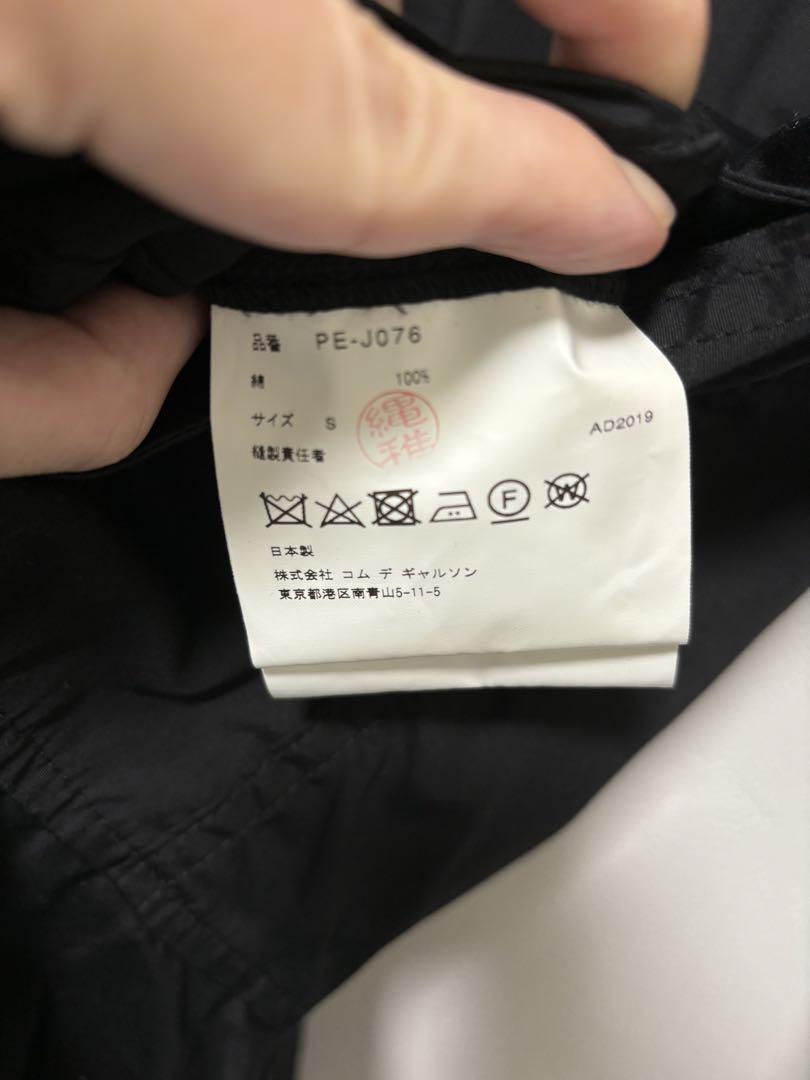 品番 PE-J076
綿 100%
サイズ S
縫製責任者 縄雅
AD2019
F W
日本製
株式会社 コム デ ギャルソン
東京都港区南青山5-11-5